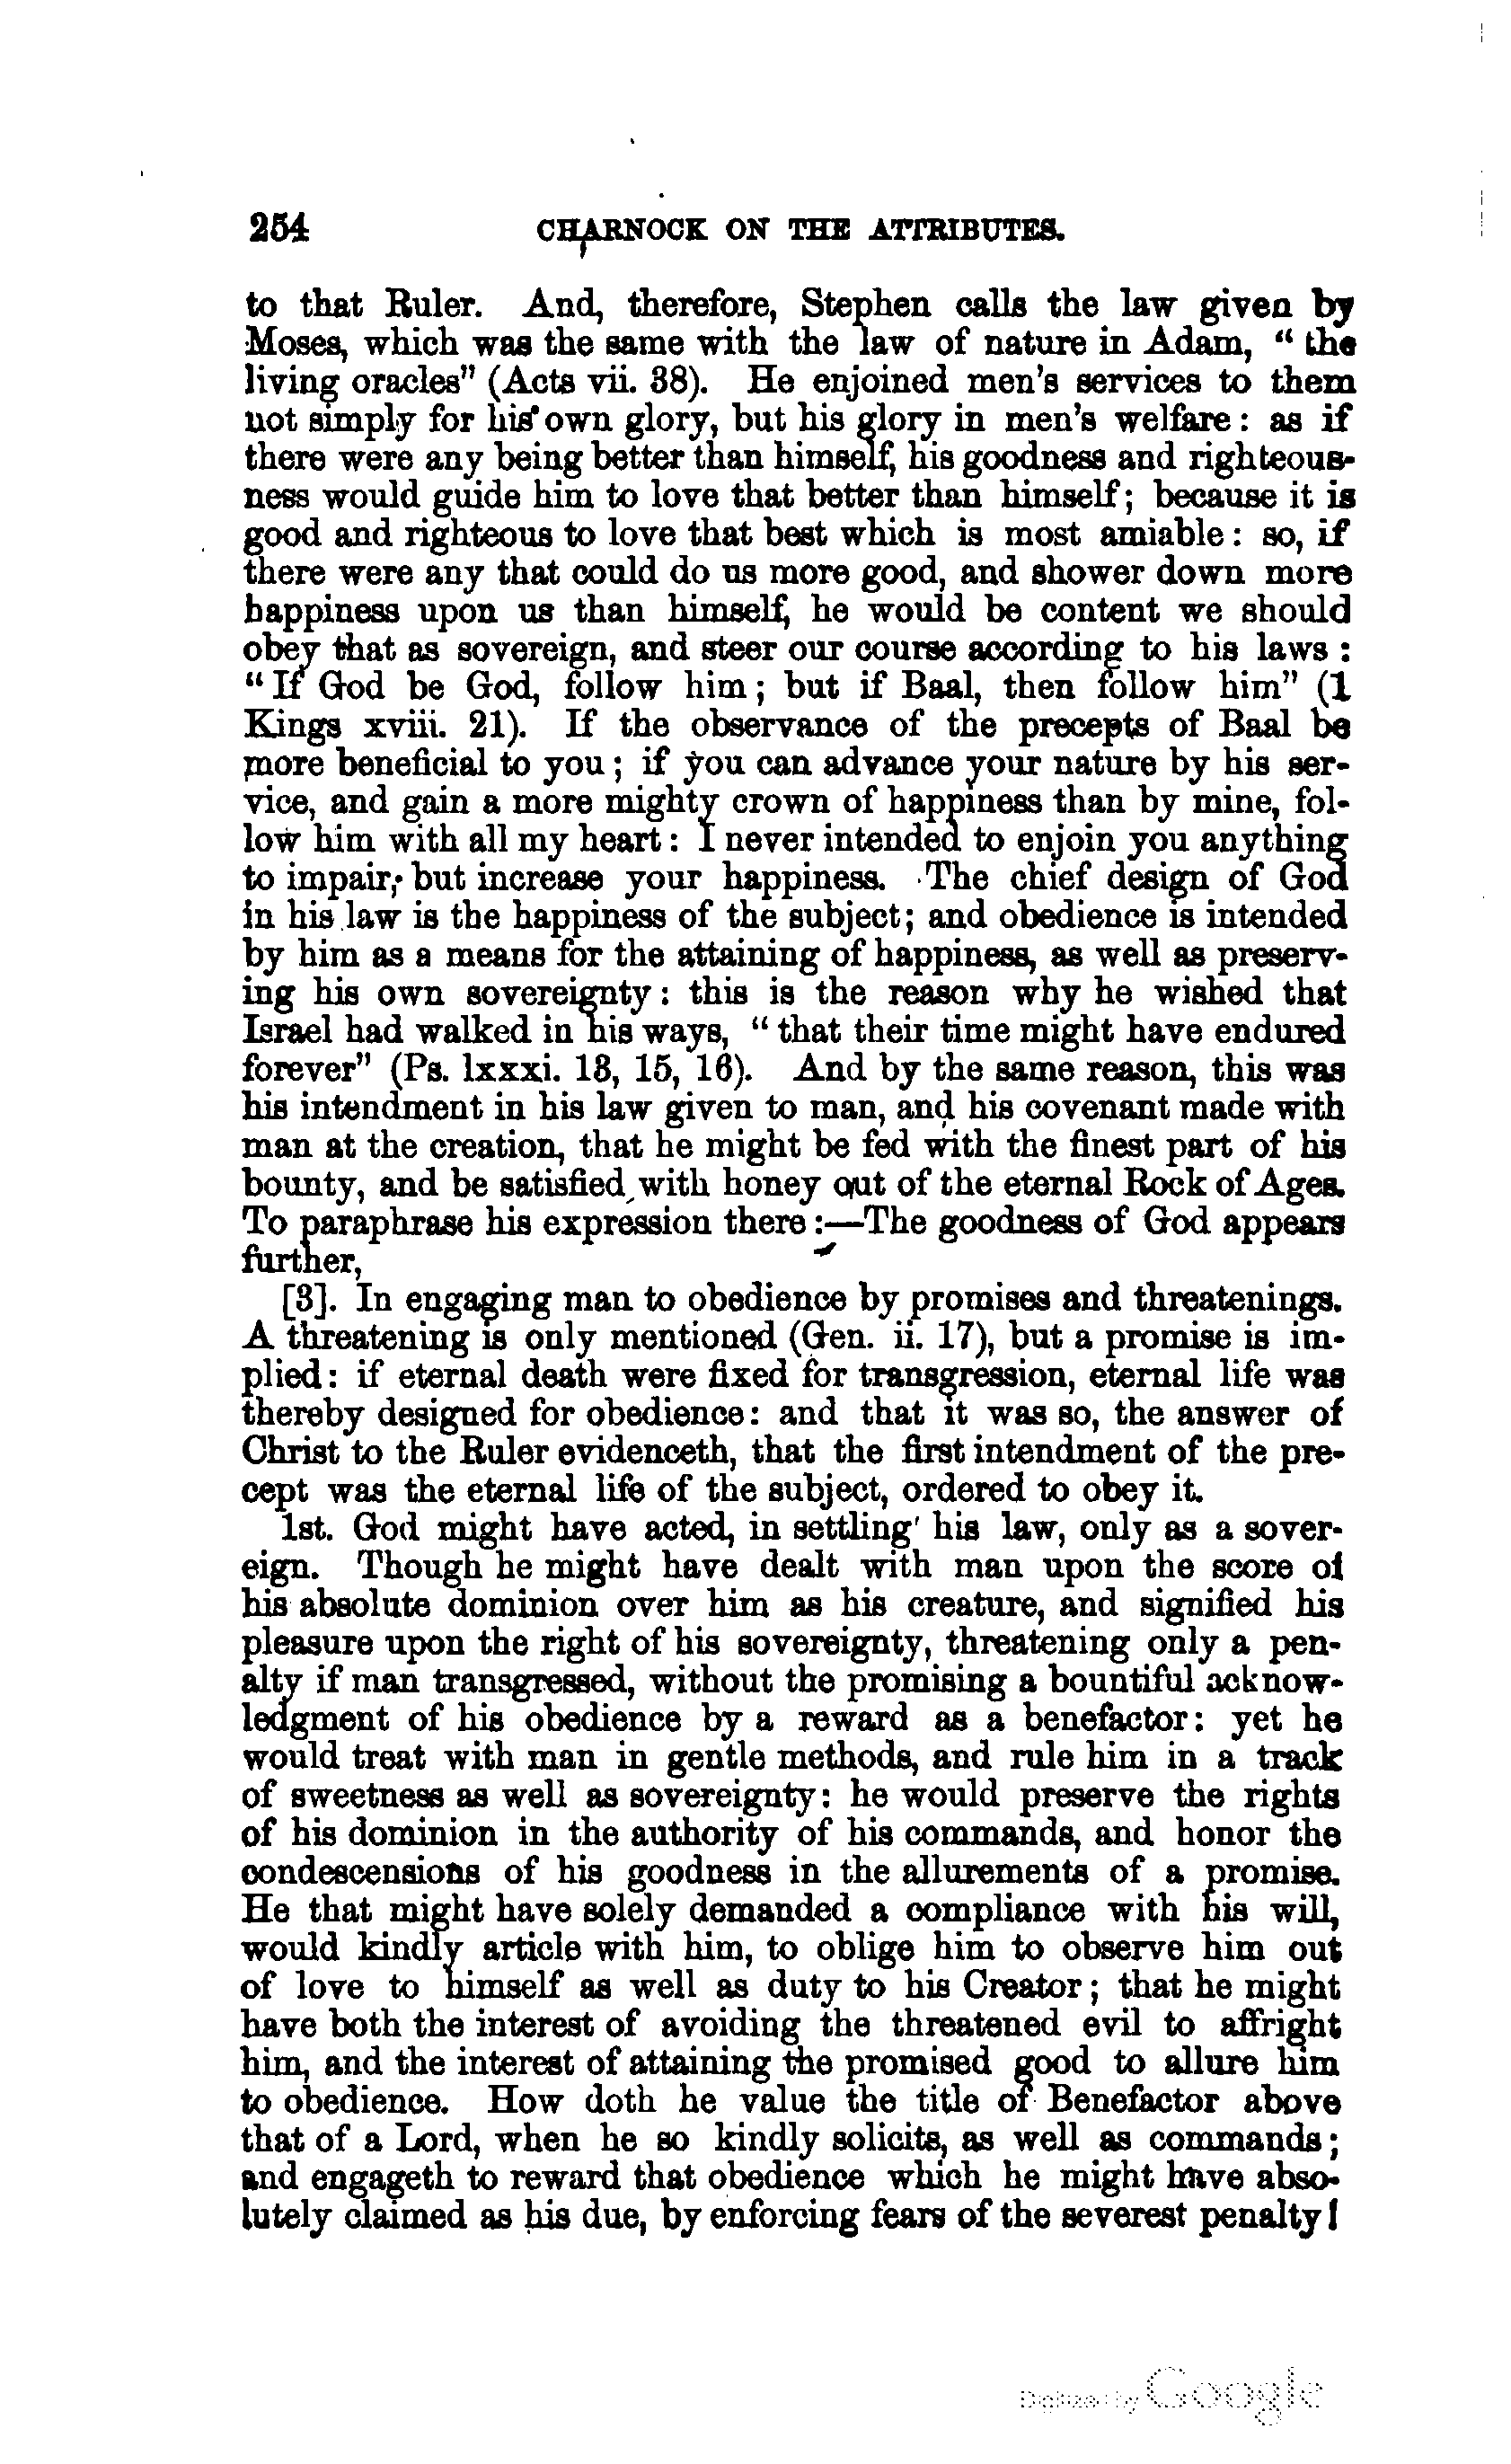 254 CHARNOCK ON THE ATTRIBUTES.
to that Ruler. And, therefore, Stephen calls the law given by
Moses, which was the same with the law of nature in Adam, " the
living oracles" (Acts vii. 38). He enjoined men's services to them
not simply for his own glory, but his glory in men's welfare : as if
there were any being better than himself, his goodness and righteous-
ness would guide him to love that better than himself; because it is
good and righteous to love that best which is most amiable : so, if
there were any that could do us more good, and shower down more
happiness upon us than himself, he would be content we should
obey that as sovereign, and steer our course according to his laws :
" If God be God, follow him ; but if Baal, then follow him" (1
Kings xviii. 21). If the observance of the precepts of Baal be
more beneficial to you ; if you can advance your nature by his ser-
vice, and gain a more mighty crown of happiness than by mine, fol-
low him with all my heart : I never intended to enjoin you anything
to impair, but increase your happiness. The chief design of God
in his law is the happiness of the subject; and obedience is intended
by him as a means for the attaining of happiness, as well as preserv-
ing his own sovereignty : this is the reason why he wished that
Israel had walked in his ways, " that their time might have endured
forever" (Ps. lxxxi. 13, 15, 16). And by the same reason, this was
his intendment in his law given to man, and his covenant made with
man at the creation, that he might be fed with the finest part of his
bounty, and be satisfied with honey out of the eternal Rock of Ages.
To paraphrase his expression there :—The goodness of God appears
further,
[3]. In engaging man to obedience by promises and threatenings.
A threatening is only mentioned (Gen. ii. 17), but a promise is im-
plied : if eternal death were fixed for transgression, eternal life was
thereby designed for obedience : and that it was so, the answer of
Christ to the Ruler evidenceth, that the first intendment of the pre-
cept was the eternal life of the subject, ordered to obey it.
1st. God might have acted, in settling his law, only as a sover-
eign. Though he might have dealt with man upon the score of
his absolute dominion over him as his creature, and signified his
pleasure upon the right of his sovereignty, threatening only a pen-
alty if man transgressed, without the promising a bountiful acknow-
ledgment of his obedience by a reward as a benefactor : yet he
would treat with man in gentle methods, and rule him in a track
of sweetness as well as sovereignty : he would preserve the rights
of his dominion in the authority of his commands, and honor the
condescensions of his goodness in the allurements of a promise.
He that might have solely demanded a compliance with his will,
would kindly article with him, to oblige him to observe him out
of love to himself as well as duty to his Creator ; that he might
have both the interest of avoiding the threatened evil to affright
him, and the interest of attaining the promised good to allure him
to obedience. How doth he value the title of Benefactor above
that of a Lord, when he so kindly solicits, as well as commands ;
and engageth to reward that obedience which he might have abso-
lutely claimed as his due, by enforcing fears of the severest penalty !
Digitized by Google